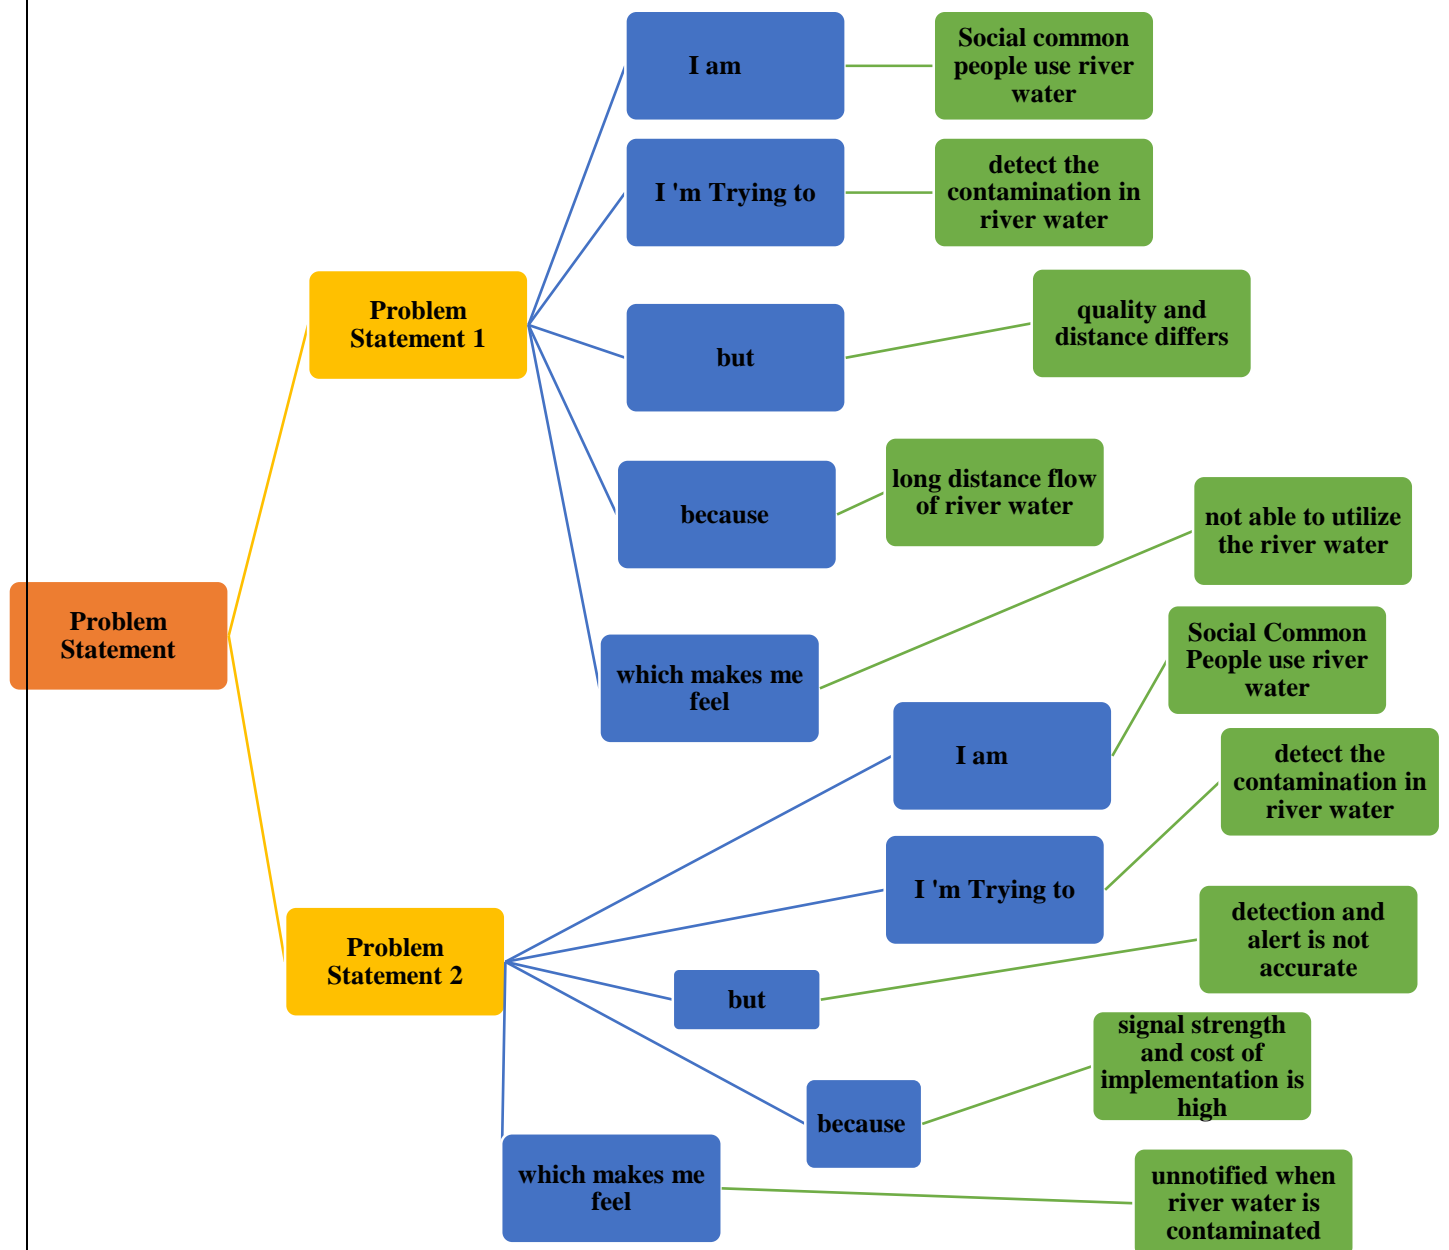 Problem
Statement
Problem
Statement 1
I am
Social common
people use river
water
I 'm Trying to
detect the
contamination in
river water
but
quality and
distance differs
because
long distance flow
of river water
which makes me
feel
not able to utilize
the river water
Problem
Statement 2
I am
Social Common
People use river
water
I 'm Trying to
detect the
contamination in
river water
but
detection and
alert is not
accurate
because
signal strength
and cost of
implementation is
high
which makes me
feel
unnotified when
river water is
contaminated